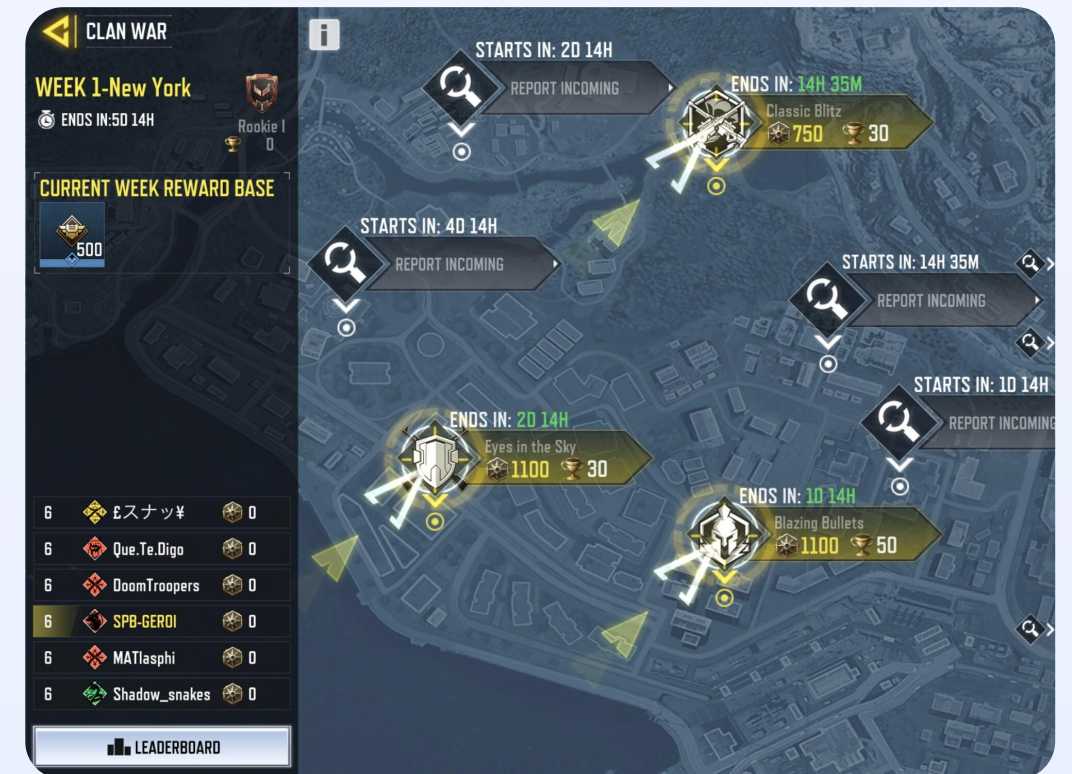 CLAN WAR
WEEK 1-New York
ENDS IN:5D 14H
Rookie I
0
CURRENT WEEK REWARD BASE
500
6 £スナッ¥ 0
6 Que.Te.Digo 0
6 DoomTroopers 0
6 SPB-GEROI 0
6 MATlasphi 0
6 Shadow_snakes 0
LEADERBOARD
i
STARTS IN: 2D 14H
REPORT INCOMING
ENDS IN: 14H 35M
Classic Blitz
750 30
STARTS IN: 4D 14H
REPORT INCOMING
STARTS IN: 14H 35M
REPORT INCOMING
STARTS IN: 1D 14H
REPORT INCOMING
ENDS IN: 2D 14H
Eyes in the Sky
1100 30
ENDS IN: 1D 14H
Blazing Bullets
1100 50